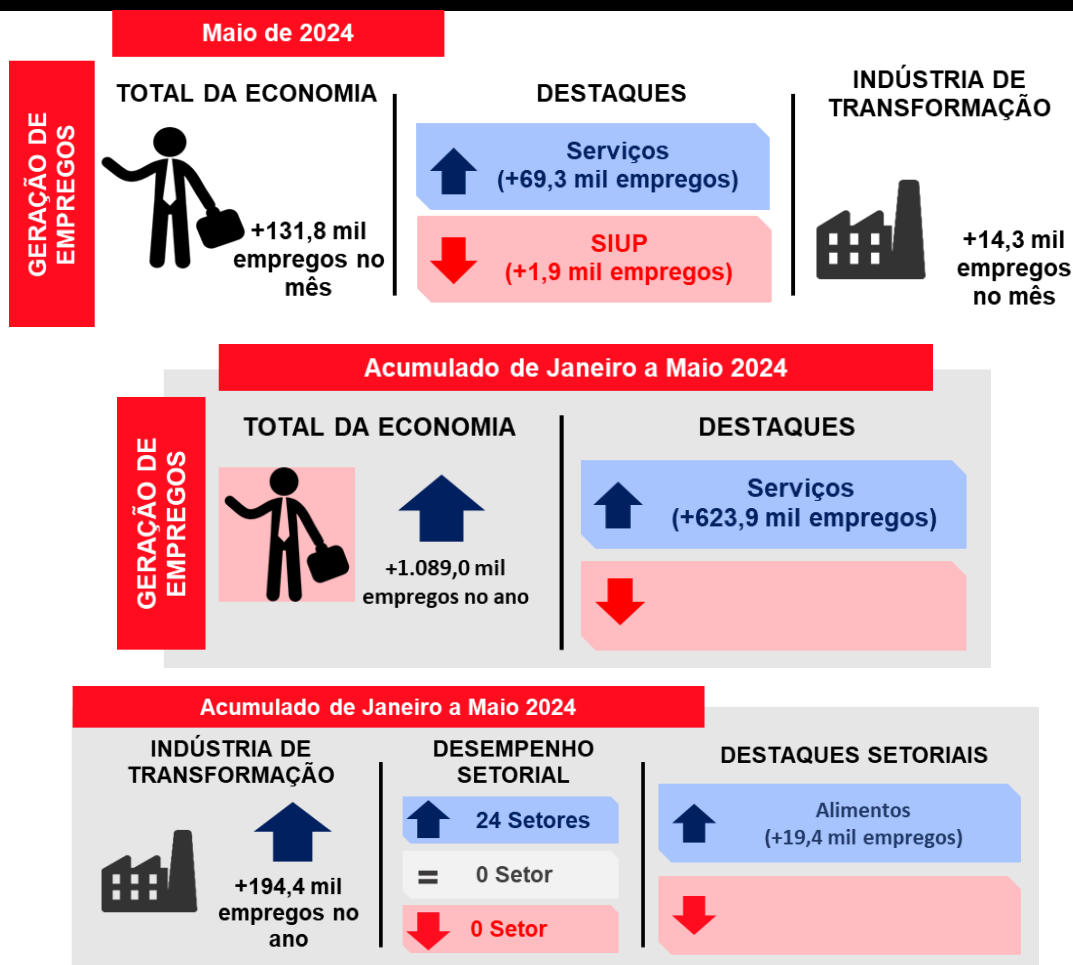 Maio de 2024
GERAÇÃO DE
EMPREGOS
TOTAL DA ECONOMIA
+131,8 mil
empregos no
mês
DESTAQUES
Serviços
(+69,3 mil empregos)
SIUP
(+1,9 mil empregos)
INDÚSTRIA DE
TRANSFORMAÇÃO
+14,3 mil
empregos
no mês
Acumulado de Janeiro a Maio 2024
GERAÇÃO DE
EMPREGOS
TOTAL DA ECONOMIA
+1.089,0 mil
empregos no ano
DESTAQUES
Serviços
(+623,9 mil empregos)
Acumulado de Janeiro a Maio 2024
INDÚSTRIA DE
TRANSFORMAÇÃO
+194,4 mil
empregos no
ano
DESEMPENHO
SETORIAL
24 Setores
= 0 Setor
0 Setor
DESTAQUES SETORIAIS
Alimentos
(+19,4 mil empregos)